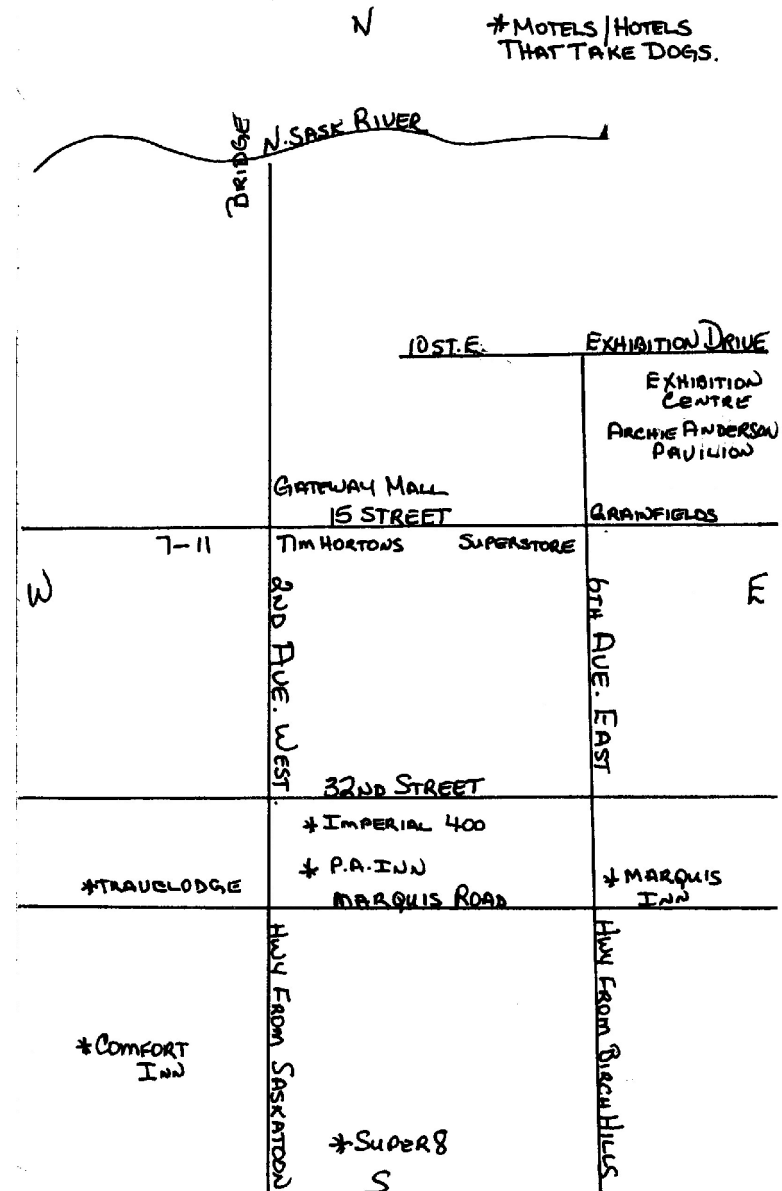 N
*MOTELS/HOTELS
THAT TAKE DOGS.
BRIDGE
N. SASK RIVER
10 ST. E.
EXHIBITION DRIVE
EXHIBITION
CENTRE
ARCHIE ANDERSON
PAVILION
GATEWAY MALL
15 STREET
GRAINFIELDS
7-11
TIM HORTONS
SUPERSTORE
W
E
2ND AVE. WEST.
6TH AVE. EAST
32ND STREET
*IMPERIAL 400
*P.A. INN
*TRAVELODGE
*MARQUIS
INN
MARQUIS ROAD
HWY FROM SASKATOON
HWY FROM BIRCH HILLS
*COMFORT
INN
*SUPER 8
S